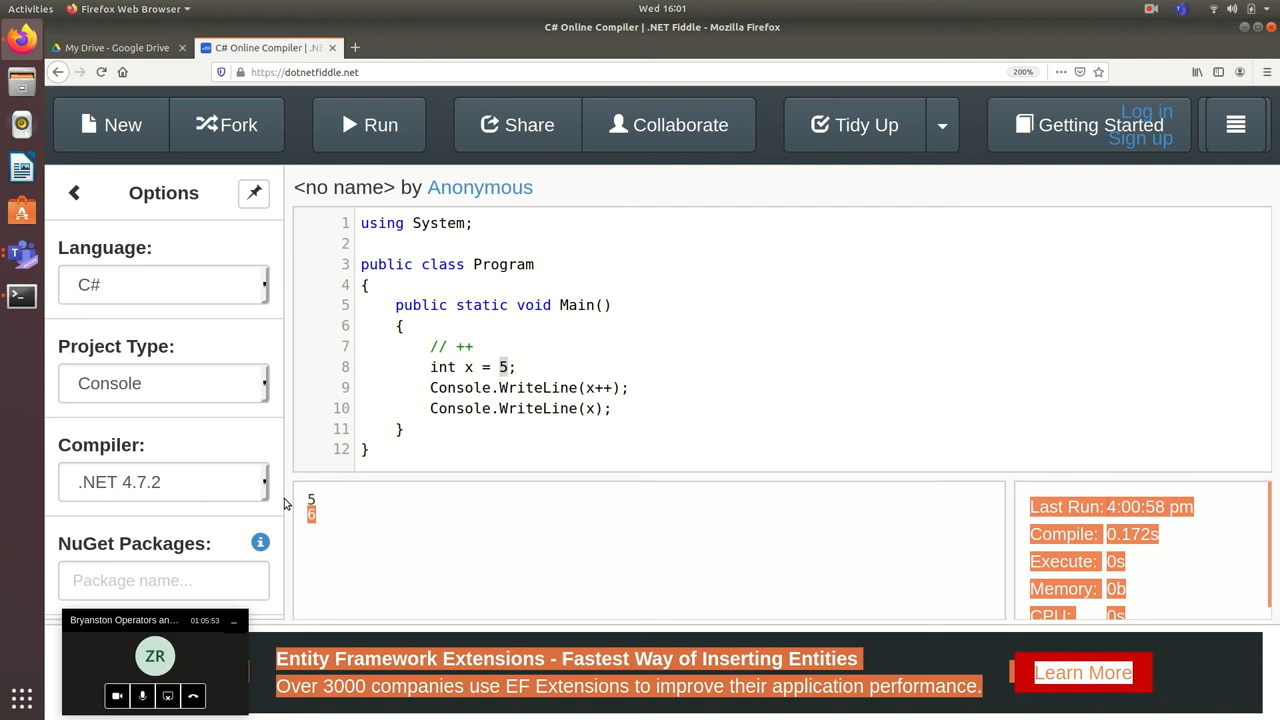 Activities
Firefox Web Browser
Wed 16:01
C# Online Compiler | .NET Fiddle - Mozilla Firefox
My Drive - Google Drive
C# Online Compiler | .NE
https://dotnetfiddle.net
200%
New
Fork
Run
Share
Collaborate
Tidy Up
Getting Started
Log in
Sign up
Options
<no name> by Anonymous
Language:
C#
Project Type:
Console
Compiler:
.NET 4.7.2
NuGet Packages:
Package name...
1 using System;
2
3 public class Program
4 {
5 public static void Main()
6 {
7 // ++
8 int x = 5;
9 Console.WriteLine(x++);
10 Console.WriteLine(x);
11 }
12 }
5
6
Last Run: 4:00:58 pm
Compile: 0.172s
Execute: 0s
Memory: 0b
CPU: 0s
Bryanston Operators an...
01:05:53
ZR
Entity Framework Extensions - Fastest Way of Inserting Entities
Over 3000 companies use EF Extensions to improve their application performance.
Learn More